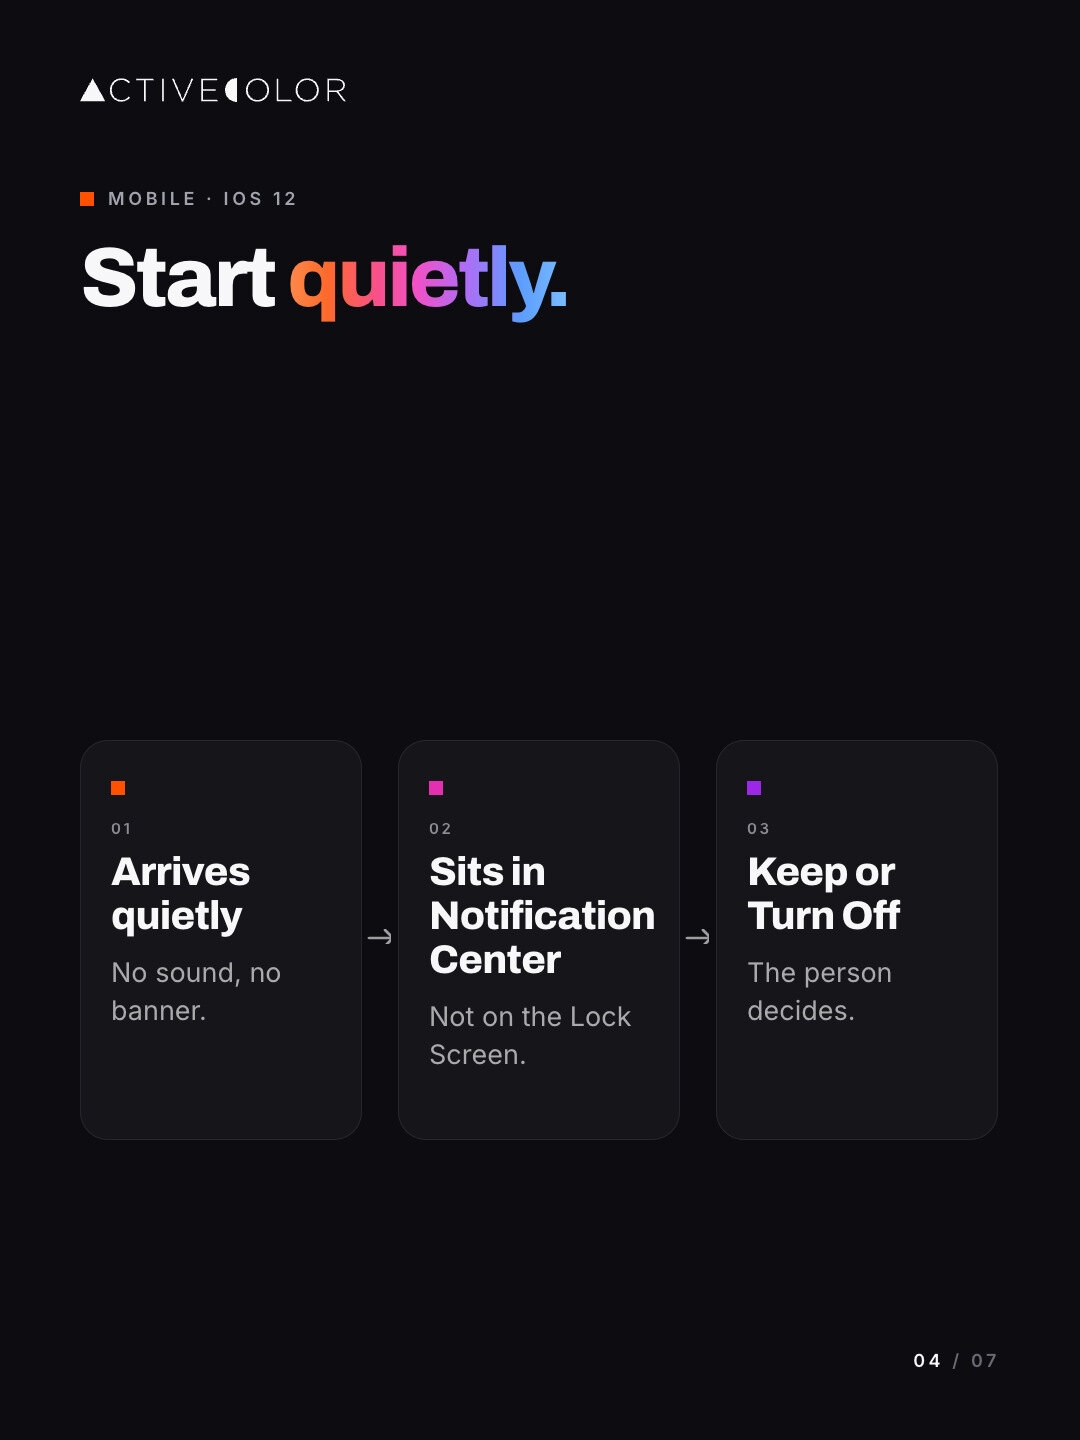 ACTIVECOLOR
MOBILE · IOS 12
Start quietly.
01
Arrives
quietly
No sound, no
banner.
→
02
Sits in
Notification
Center
Not on the Lock
Screen.
→
03
Keep or
Turn Off
The person
decides.
04 / 07